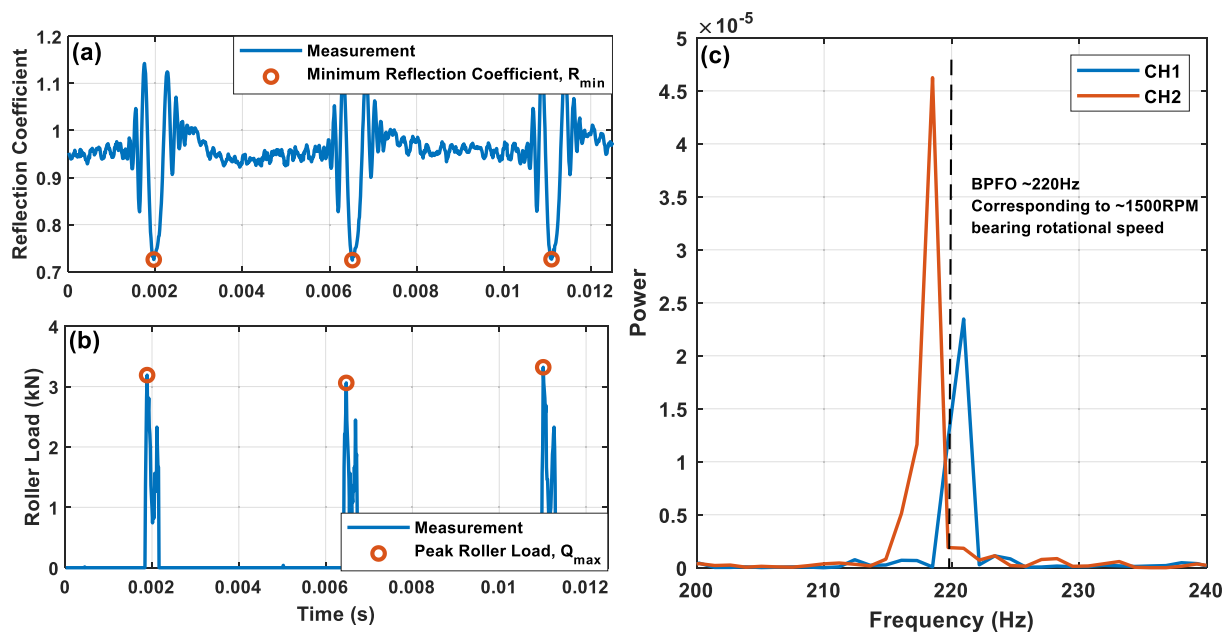 (a)
Measurement
Minimum Reflection Coefficient, R_min
Reflection Coefficient
1.2
1.1
1
0.9
0.8
0.7
0
0.002
0.004
0.006
0.008
0.01
0.012
(b)
Measurement
Peak Roller Load, Q_max
Roller Load (kN)
4
3
2
1
0
0
0.002
0.004
0.006
0.008
0.01
0.012
Time (s)
×10^-5
(c)
CH1
CH2
BPFO ~220Hz
Corresponding to ~1500RPM
bearing rotational speed
Power
5
4.5
4
3.5
3
2.5
2
1.5
1
0.5
0
200
210
220
230
240
Frequency (Hz)